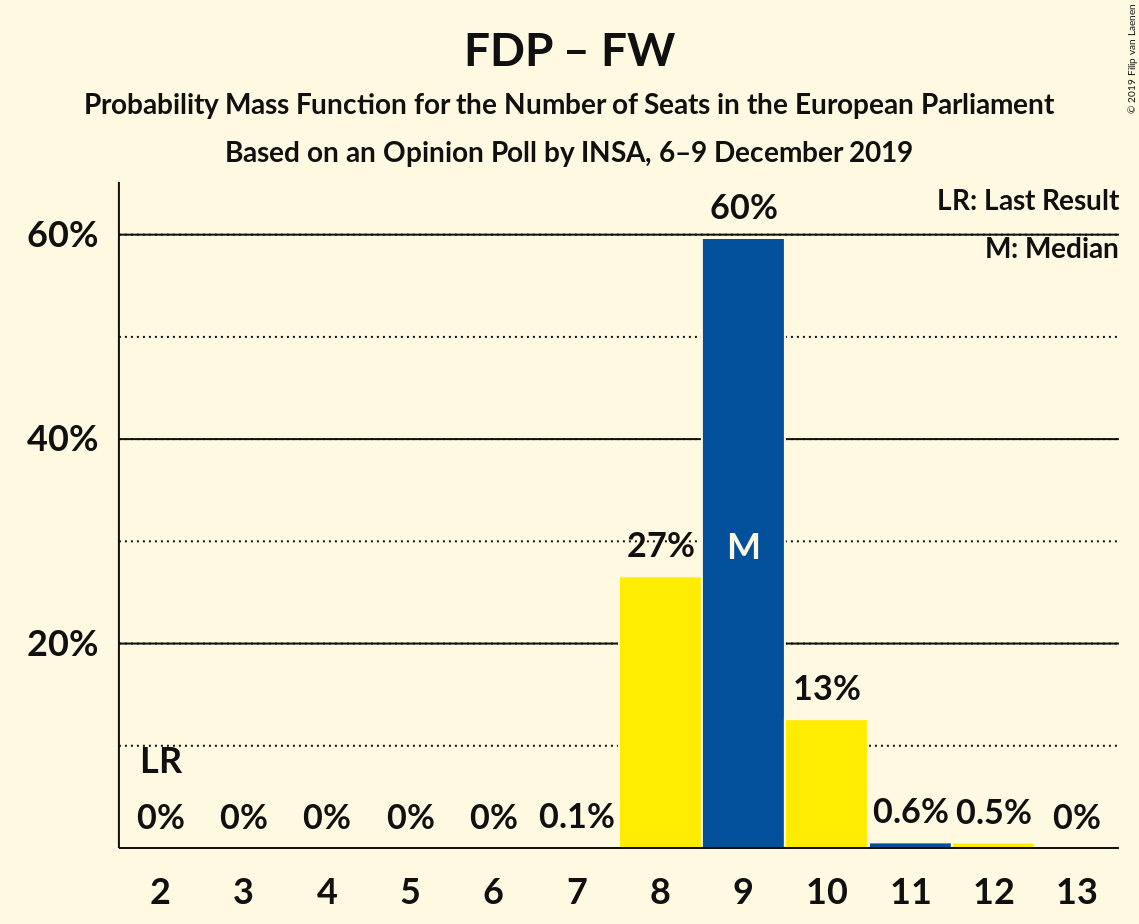 FDP – FW
Probability Mass Function for the Number of Seats in the European Parliament
Based on an Opinion Poll by INSA, 6–9 December 2019
© 2019 Filip van Laenen
LR: Last Result
M: Median
60%
60%
40%
27%
M
20%
13%
LR
0% 0% 0% 0% 0% 0.1% 0.6% 0.5% 0%
2 3 4 5 6 7 8 9 10 11 12 13